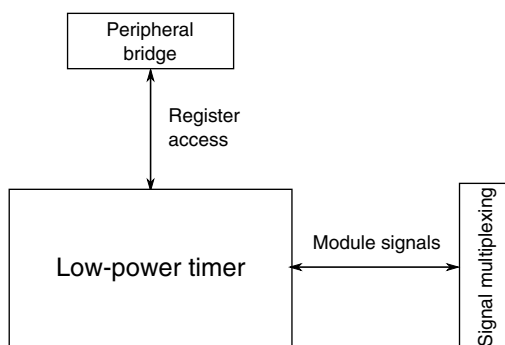 Peripheral
bridge
Register
access
Low-power timer
Module signals
Signal multiplexing